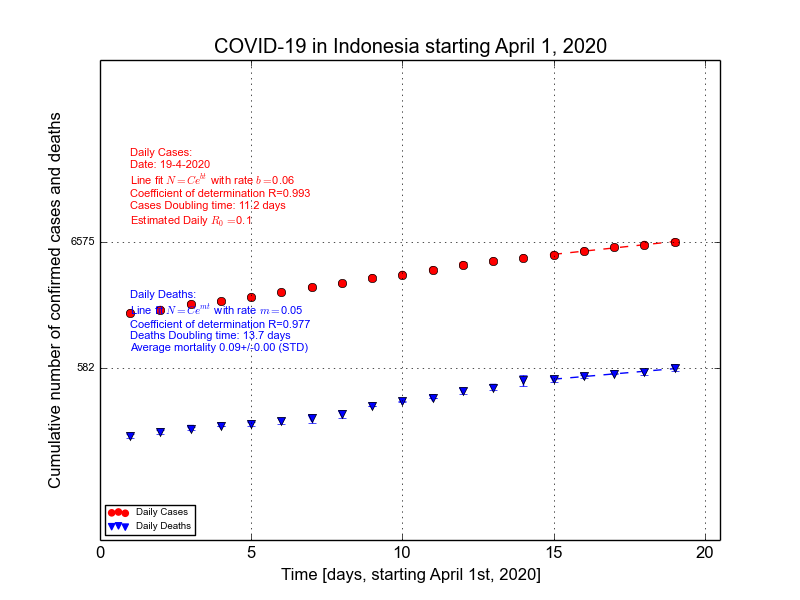 COVID-19 in Indonesia starting April 1, 2020
Cumulative number of confirmed cases and deaths
Daily Cases:
Date: 19-4-2020
Line fit N = Ce^{bt} with rate b = 0.06
Coefficient of determination R=0.993
Cases Doubling time: 11.2 days
Estimated Daily R_0 = 0.1
6575
Daily Deaths:
Line fit N = Ce^{mt} with rate m = 0.05
Coefficient of determination R=0.977
Deaths Doubling time: 13.7 days
Average mortality 0.09+/-0.00 (STD)
582
Daily Cases
Daily Deaths
0 5 10 15 20
Time [days, starting April 1st, 2020]